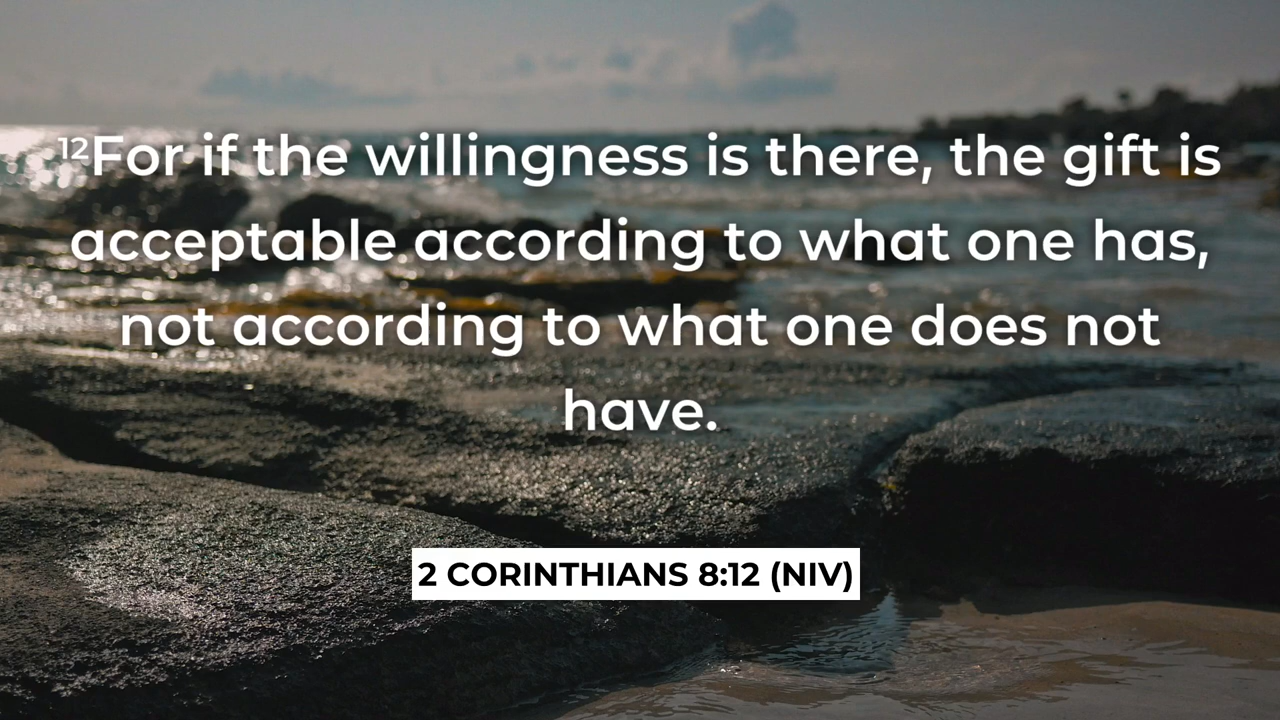 ¹²For if the willingness is there, the gift is
acceptable according to what one has,
not according to what one does not
have.
2 CORINTHIANS 8:12 (NIV)